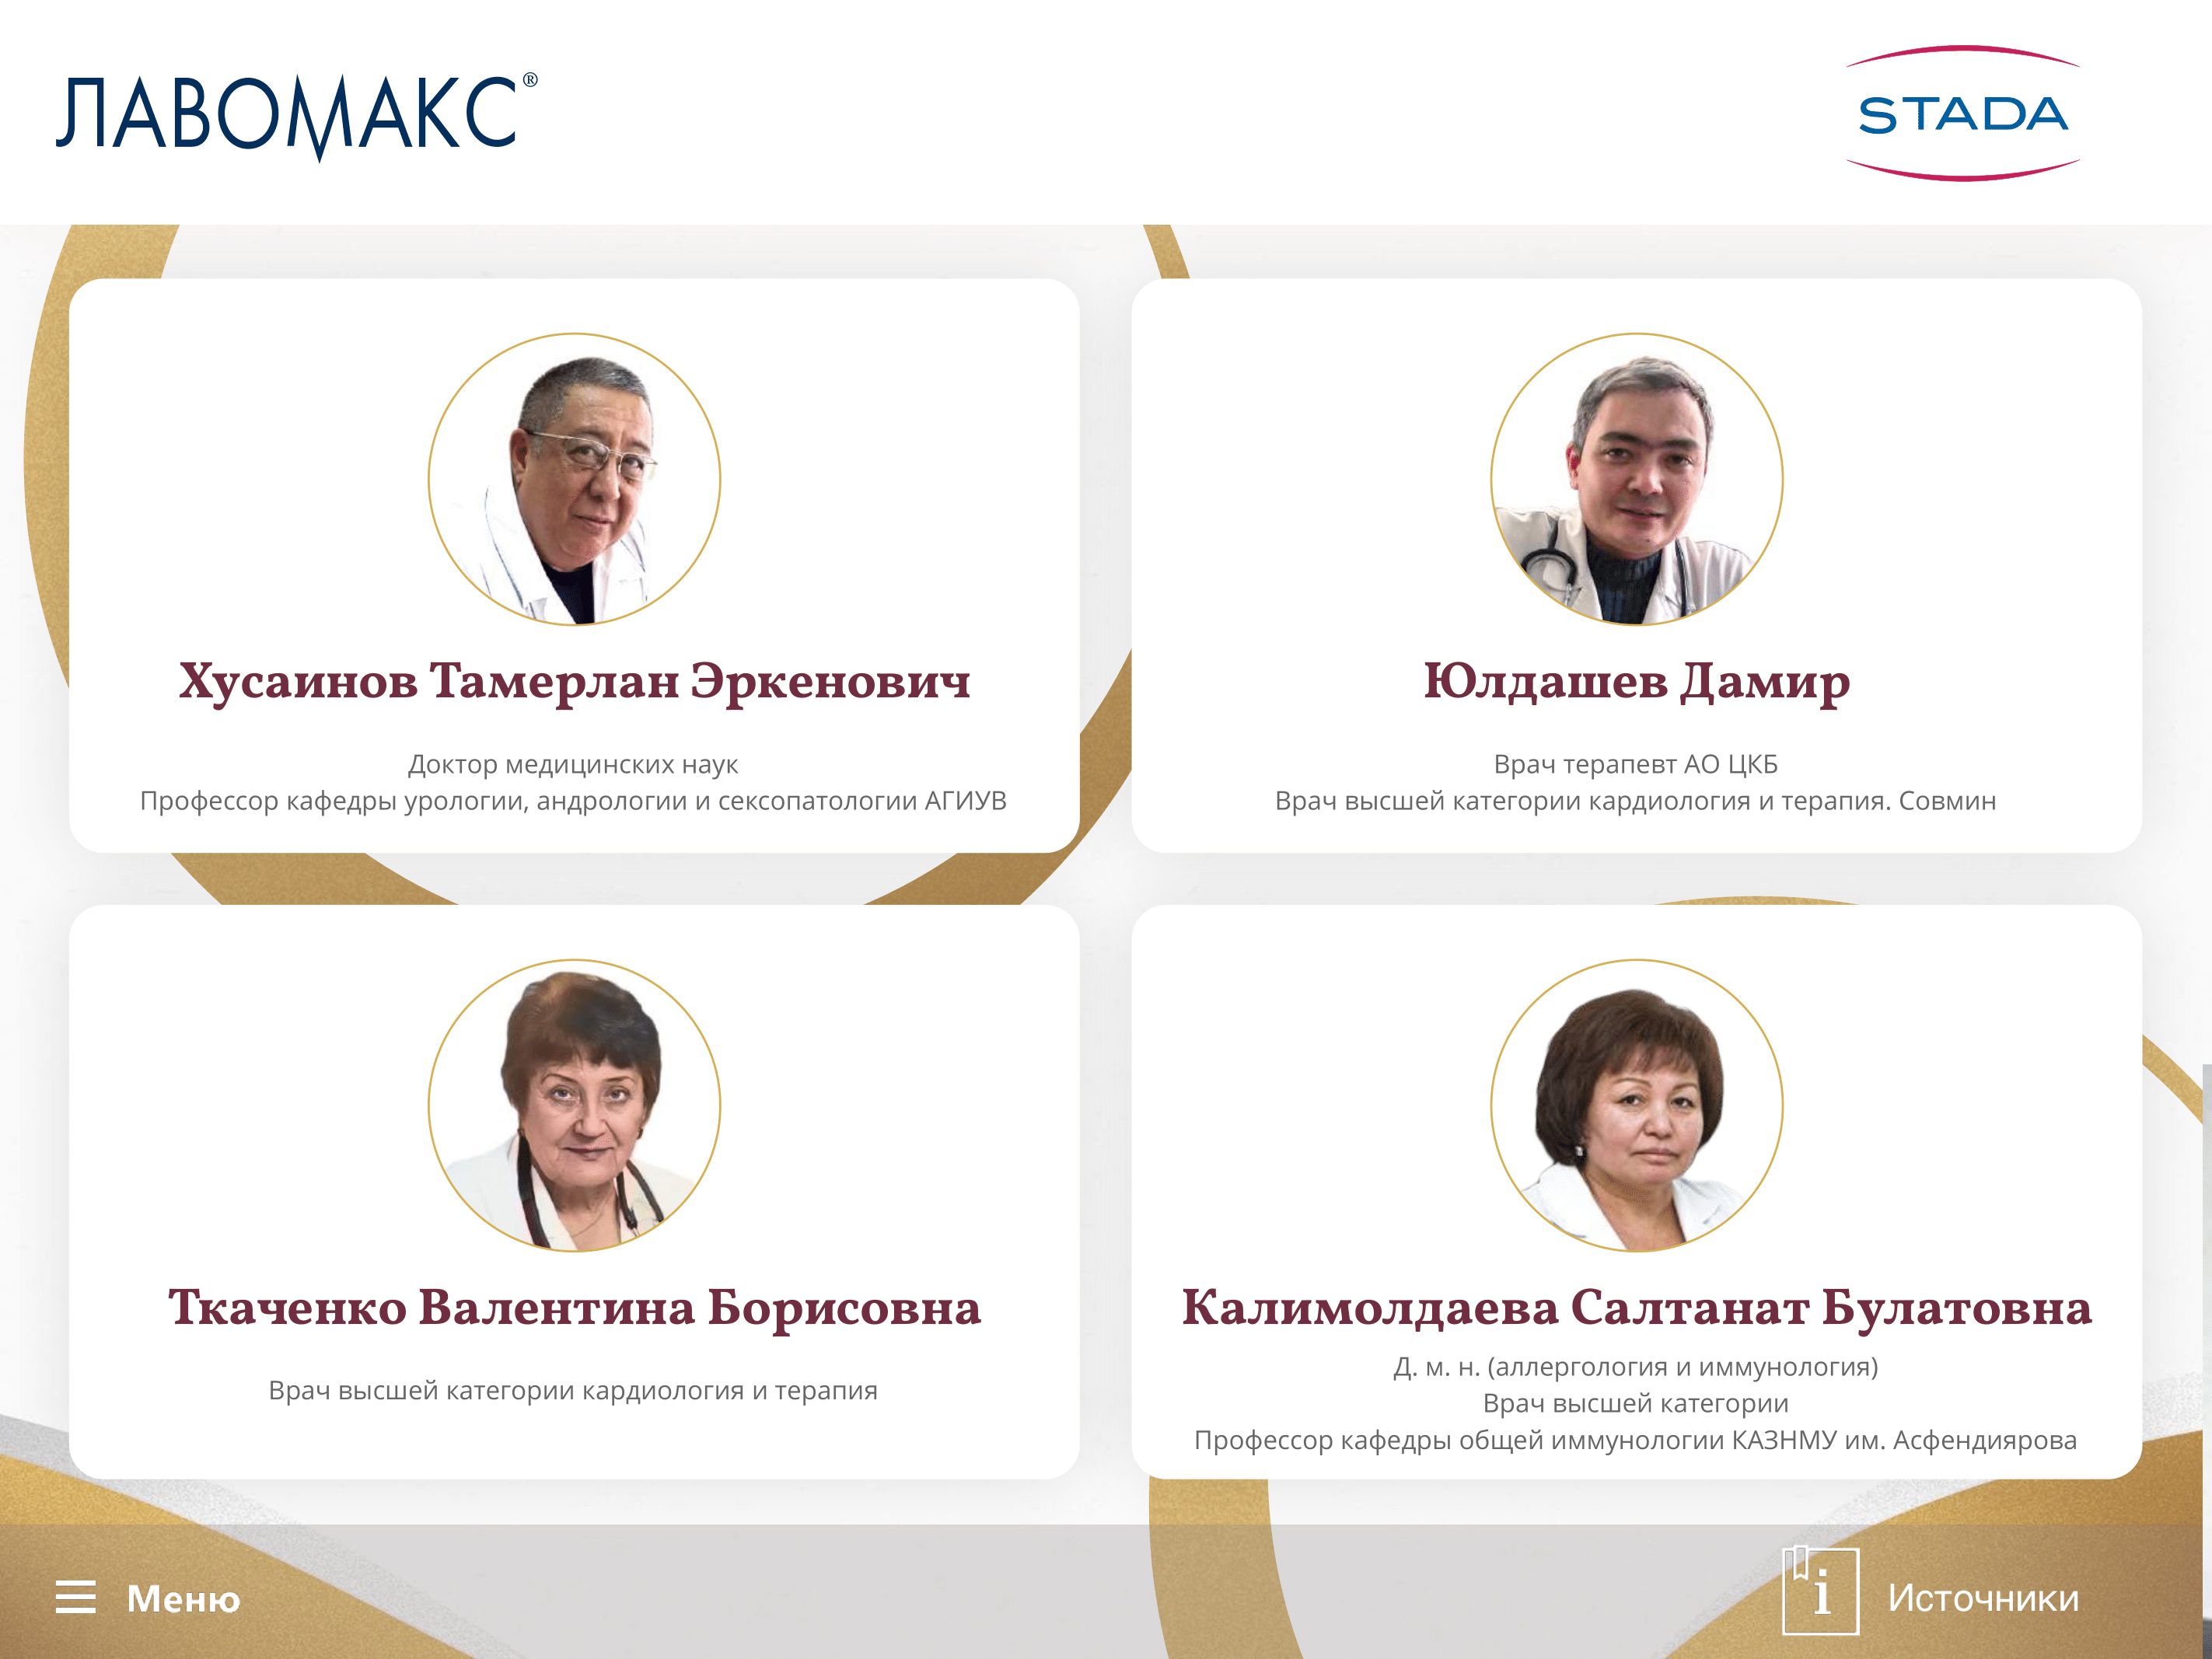 ЛАВОМАКС®
STADA
Хусаинов Тамерлан Эркенович
Доктор медицинских наук
Профессор кафедры урологии, андрологии и сексопатологии АГИУВ
Юлдашев Дамир
Врач терапевт АО ЦКБ
Врач высшей категории кардиология и терапия. Совмин
Ткаченко Валентина Борисовна
Врач высшей категории кардиология и терапия
Калимолдаева Салтанат Булатовна
Д. м. н. (аллергология и иммунология)
Врач высшей категории
Профессор кафедры общей иммунологии КАЗНМУ им. Асфендиярова
Меню
i
Источники